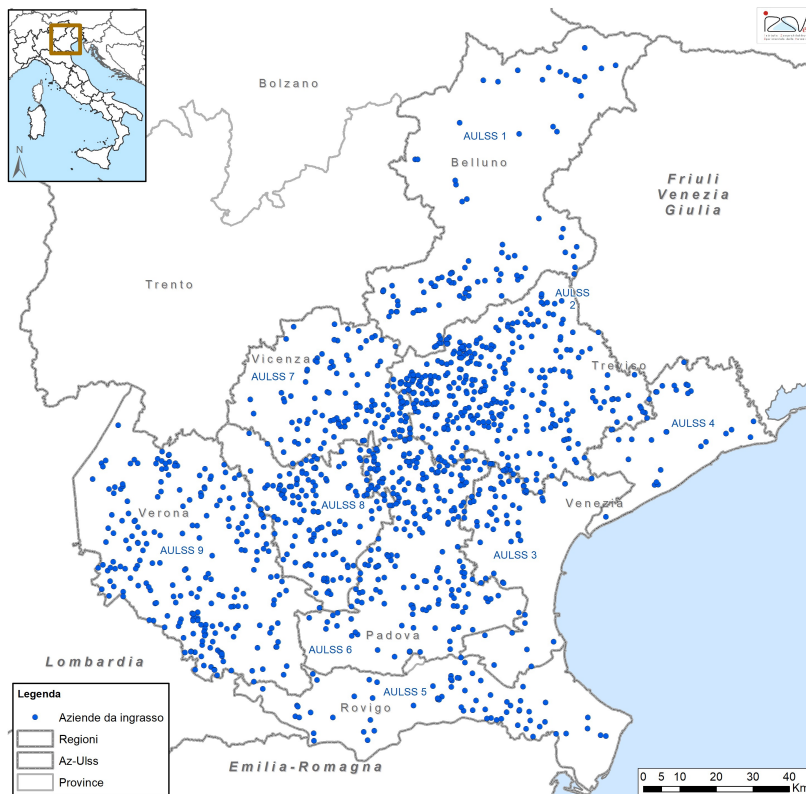 Bolzano
N
AULSS 1
Belluno
Friuli
Venezia
Giulia
Trento
AULSS
2
Vicenza
Treviso
AULSS 7
AULSS 4
Verona
AULSS 8
Venezia
AULSS 9
AULSS 3
Padova
AULSS 6
Lombardia
AULSS 5
Rovigo
Emilia-Romagna
Legenda
Aziende da ingrasso
Regioni
Az-Ulss
Province
0 5 10 20 30 40
Km